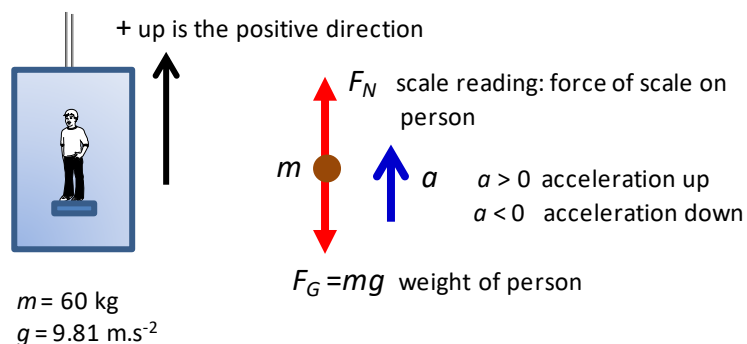 + up is the positive direction
F_N scale reading: force of scale on
person
m
a a > 0 acceleration up
a < 0 acceleration down
F_G =mg weight of person
m = 60 kg
g = 9.81 m.s⁻²